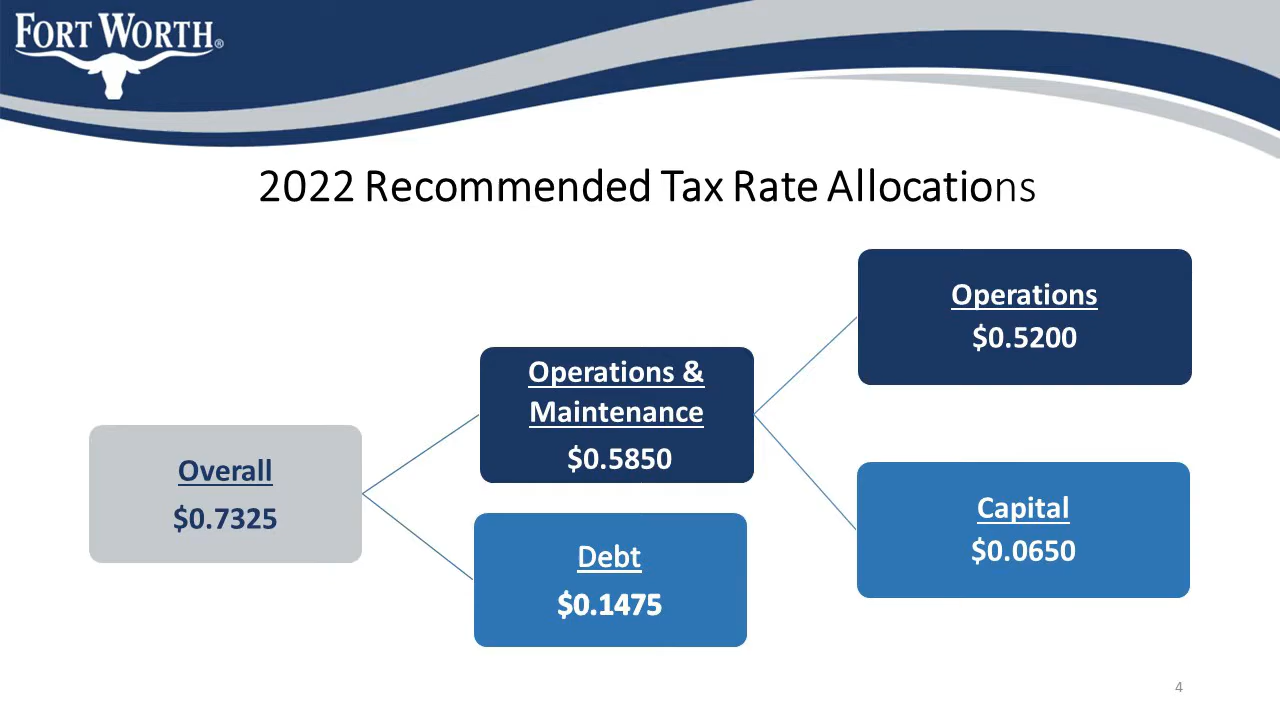 FORT WORTH®
2022 Recommended Tax Rate Allocations
Overall
$0.7325
Operations &
Maintenance
$0.5850
Debt
$0.1475
Operations
$0.5200
Capital
$0.0650
4